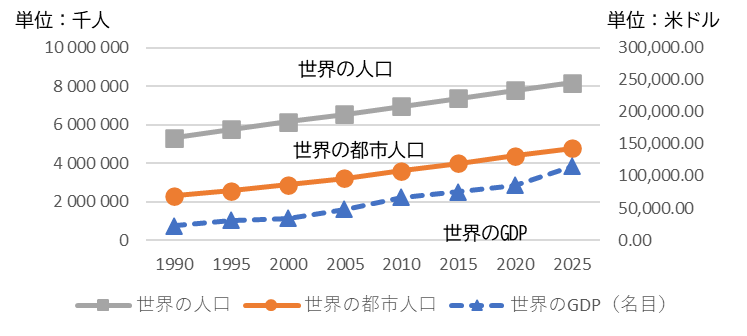 単位：千人 単位：米ドル
10 000 000 300,000.00
世界の人口
8 000 000 250,000.00
200,000.00
6 000 000
世界の都市人口 150,000.00
4 000 000
100,000.00
2 000 000 50,000.00
世界のGDP
0 0.00
1990 1995 2000 2005 2010 2015 2020 2025
世界の人口 世界の都市人口 世界のGDP（名目）